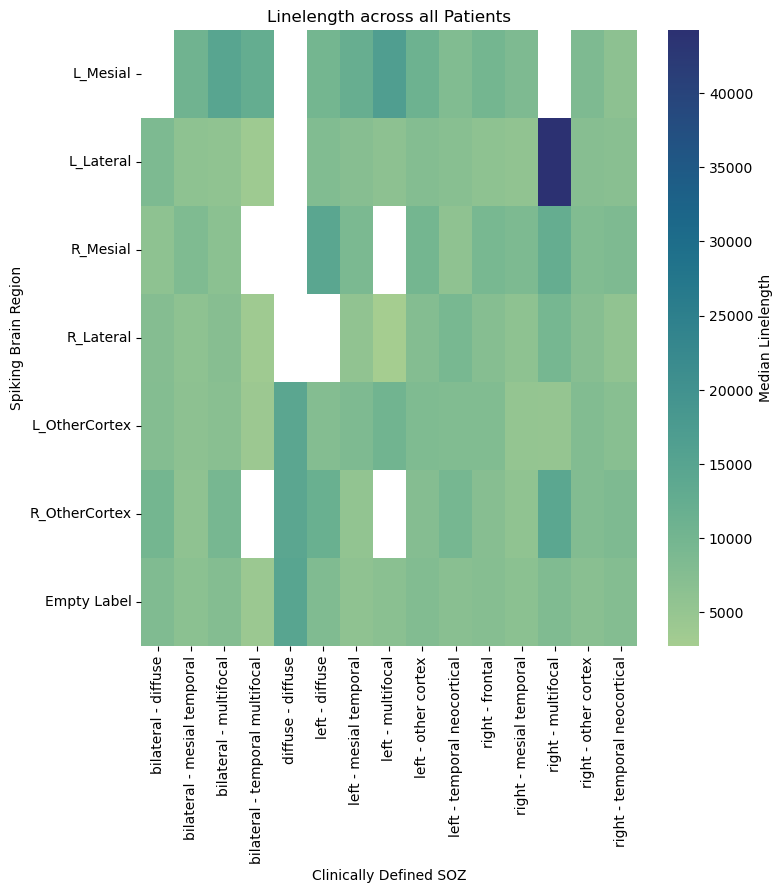 Linelength across all Patients
Spiking Brain Region
L_Mesial
L_Lateral
R_Mesial
R_Lateral
L_OtherCortex
R_OtherCortex
Empty Label
bilateral - diffuse
bilateral - mesial temporal
bilateral - multifocal
bilateral - temporal multifocal
diffuse - diffuse
left - diffuse
left - mesial temporal
left - multifocal
left - other cortex
left - temporal neocortical
right - frontal
right - mesial temporal
right - multifocal
right - other cortex
right - temporal neocortical
Clinically Defined SOZ
40000
35000
30000
25000
20000
15000
10000
5000
Median Linelength